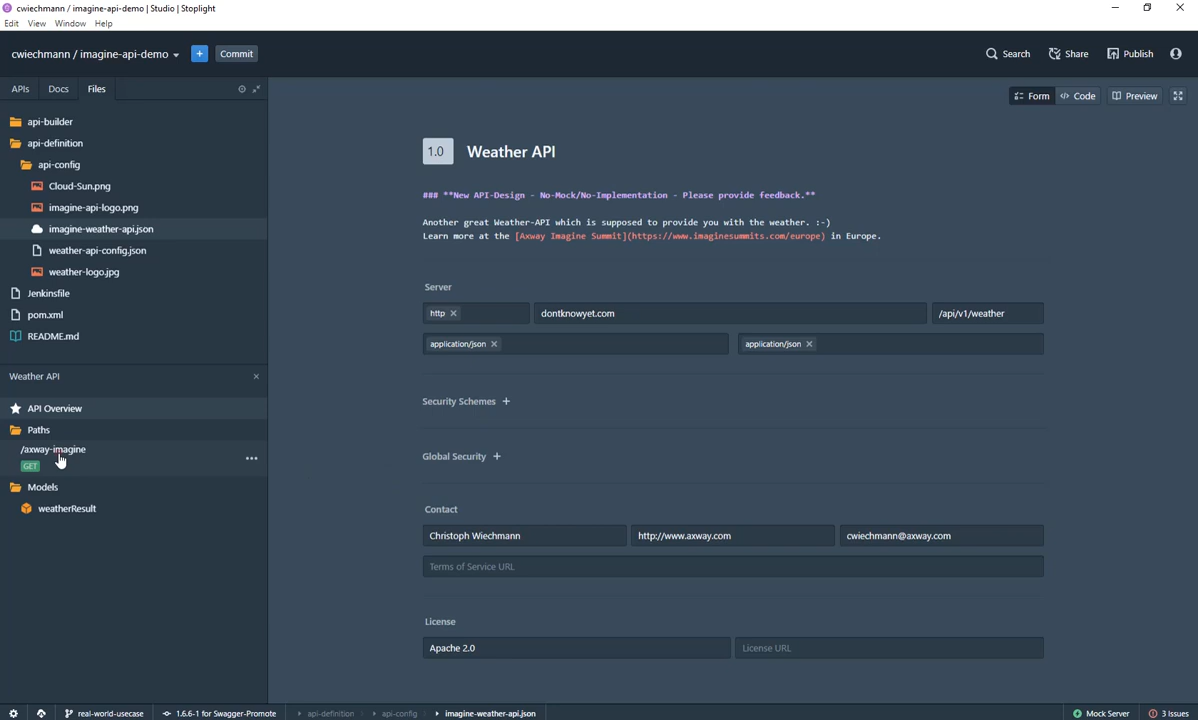 cwiechmann / imagine-api-demo | Studio | Stoplight
Edit View Window Help
cwiechmann / imagine-api-demo + Commit Search Share Publish
APIs Docs Files
Form </> Code Preview
api-builder
api-definition
api-config
Cloud-Sun.png
imagine-api-logo.png
imagine-weather-api.json
weather-api-config.json
weather-logo.jpg
Jenkinsfile
pom.xml
README.md
Weather API ×
API Overview
Paths
/axway-imagine
GET
Models
weatherResult
1.0 Weather API
### **New API-Design - No-Mock/No-Implementation - Please provide feedback.**
Another great Weather-API which is supposed to provide you with the weather. :-)
Learn more at the [Axway Imagine Summit](https://www.imaginesummits.com/europe) in Europe.
Server
http × dontknowyet.com /api/v1/weather
application/json × application/json ×
Security Schemes +
Global Security +
Contact
Christoph Wiechmann http://www.axway.com cwiechmann@axway.com
Terms of Service URL
License
Apache 2.0 License URL
real-world-usecase 1.6.6-1 for Swagger-Promote api-definition api-config imagine-weather-api.json Mock Server 3 Issues